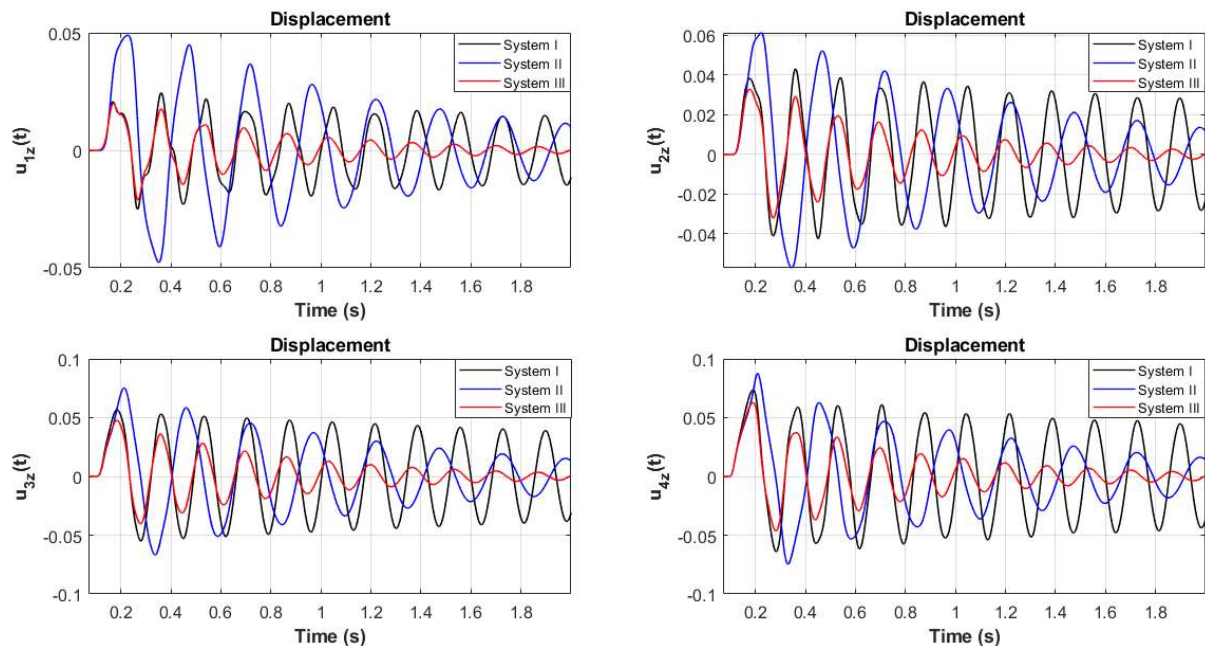 Displacement
0.05
0
-0.05
u1z(t)
System I
System II
System III
0.2 0.4 0.6 0.8 1 1.2 1.4 1.6 1.8
Time (s)
Displacement
0.06
0.04
0.02
0
-0.02
-0.04
u2z(t)
System I
System II
System III
0.2 0.4 0.6 0.8 1 1.2 1.4 1.6 1.8
Time (s)
Displacement
0.1
0.05
0
-0.05
-0.1
u3z(t)
System I
System II
System III
0.2 0.4 0.6 0.8 1 1.2 1.4 1.6 1.8
Time (s)
Displacement
0.1
0.05
0
-0.05
-0.1
u4z(t)
System I
System II
System III
0.2 0.4 0.6 0.8 1 1.2 1.4 1.6 1.8
Time (s)